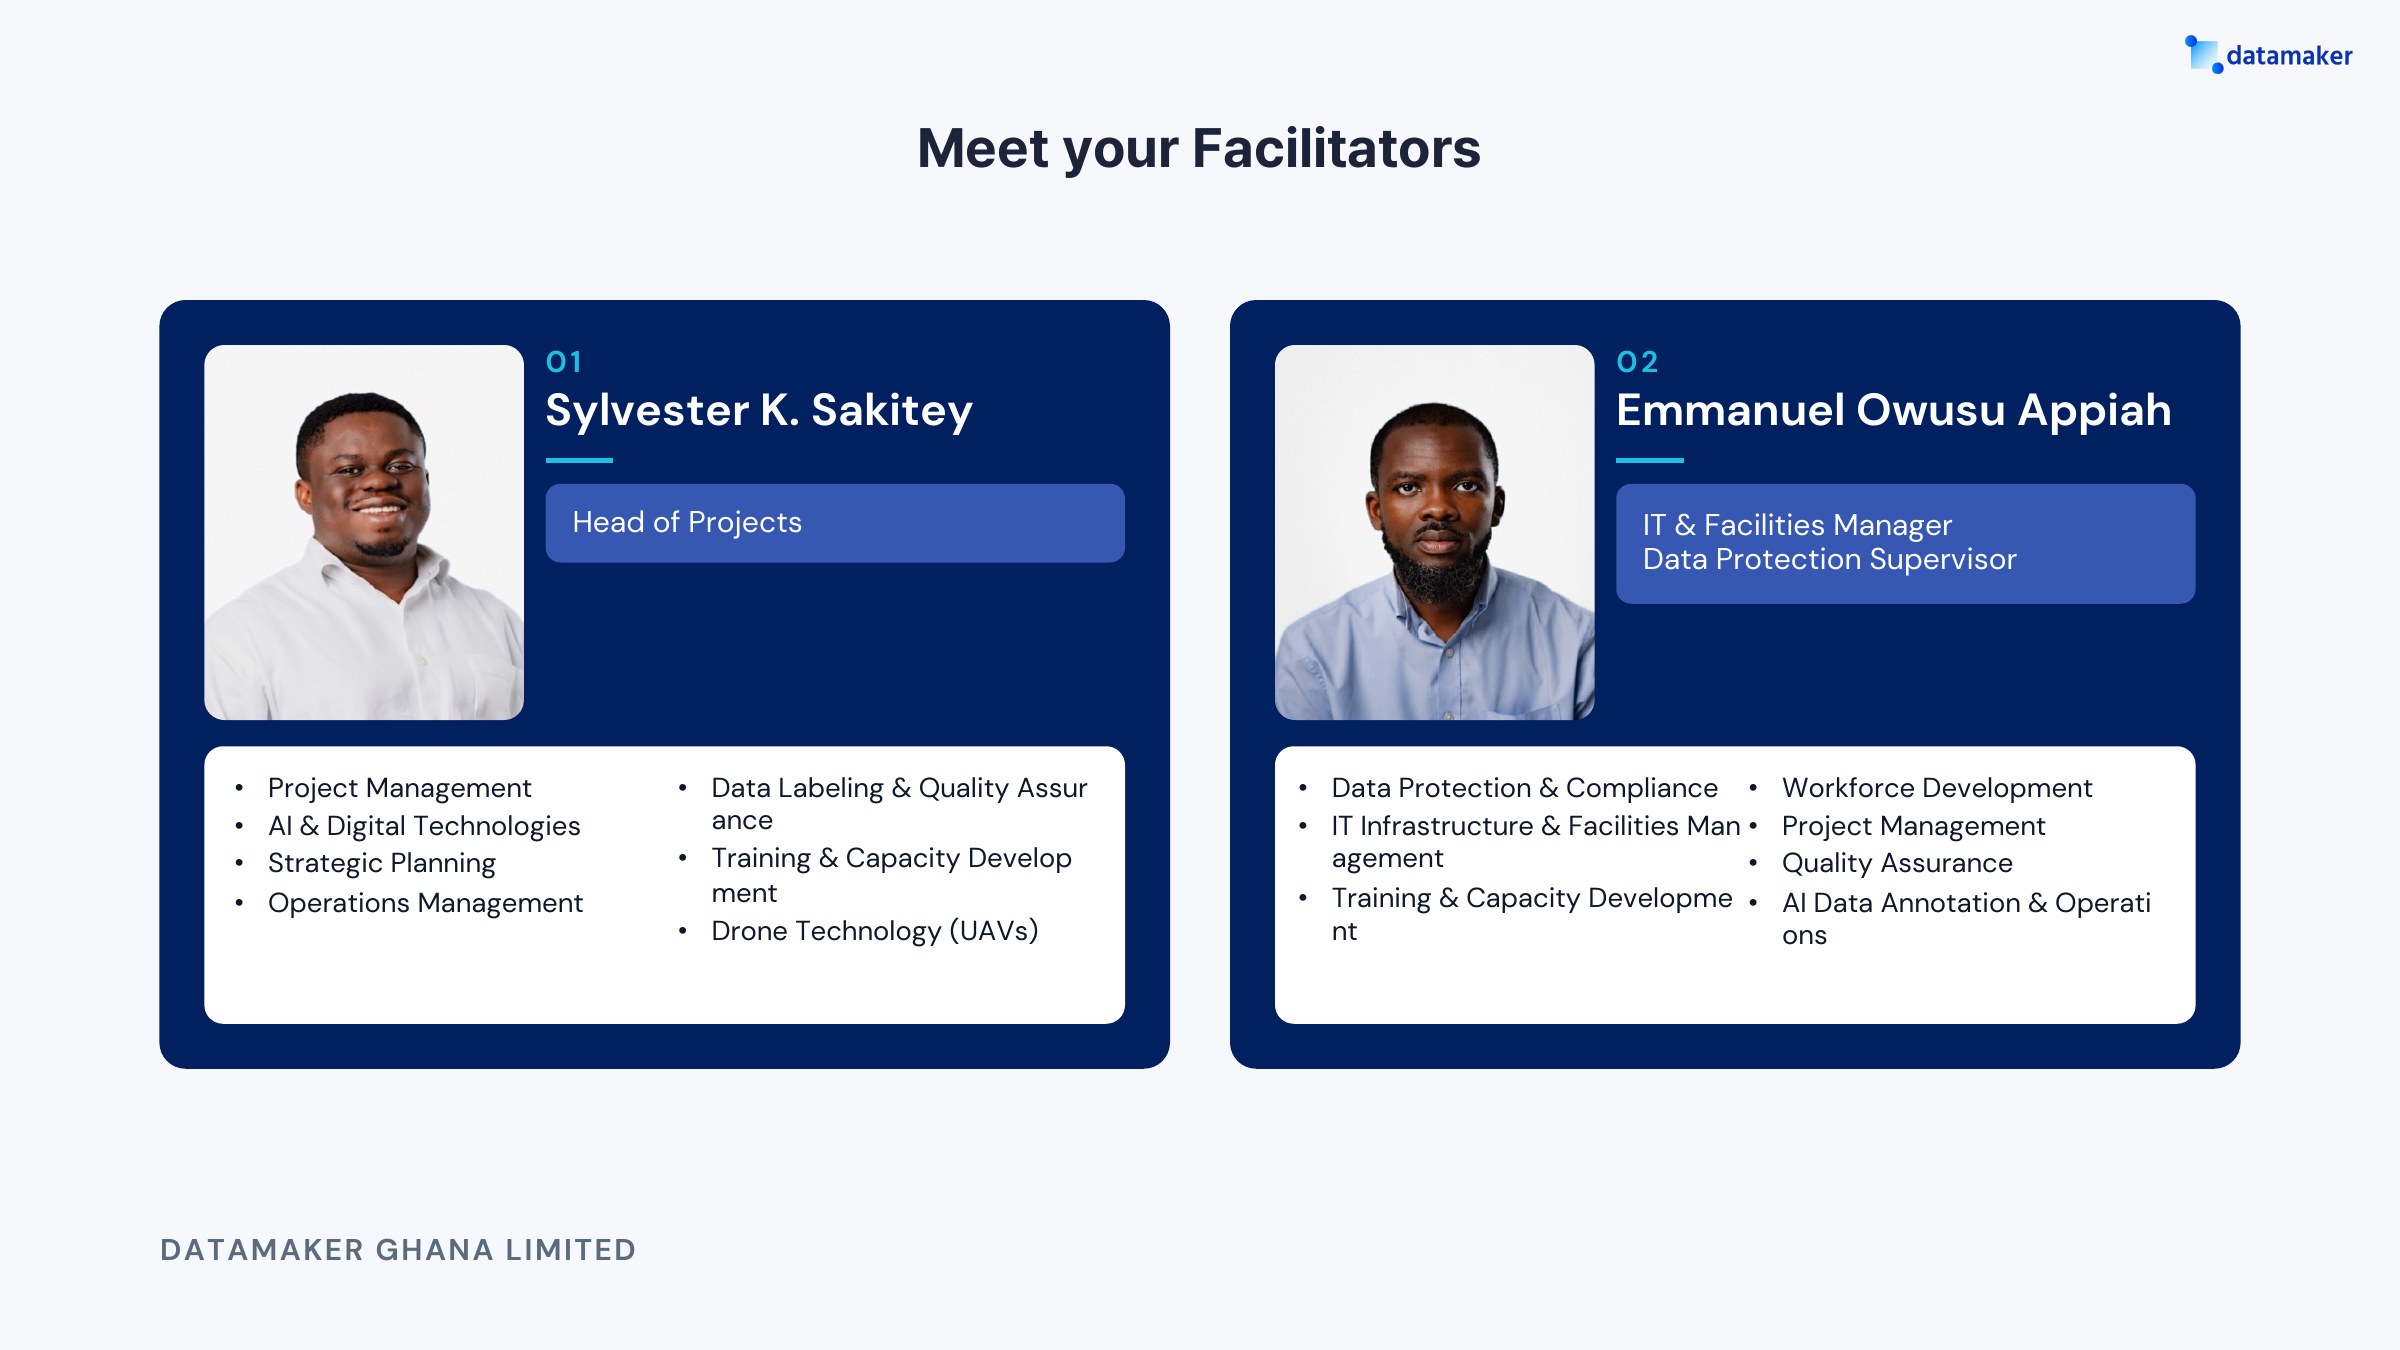 datamaker
Meet your Facilitators
01
Sylvester K. Sakitey
Head of Projects
• Project Management
• AI & Digital Technologies
• Strategic Planning
• Operations Management
• Data Labeling & Quality Assur
ance
• Training & Capacity Develop
ment
• Drone Technology (UAVs)
02
Emmanuel Owusu Appiah
IT & Facilities Manager
Data Protection Supervisor
• Data Protection & Compliance
• IT Infrastructure & Facilities Man
agement
• Training & Capacity Developme
nt
• Workforce Development
• Project Management
• Quality Assurance
• AI Data Annotation & Operati
ons
DATAMAKER GHANA LIMITED